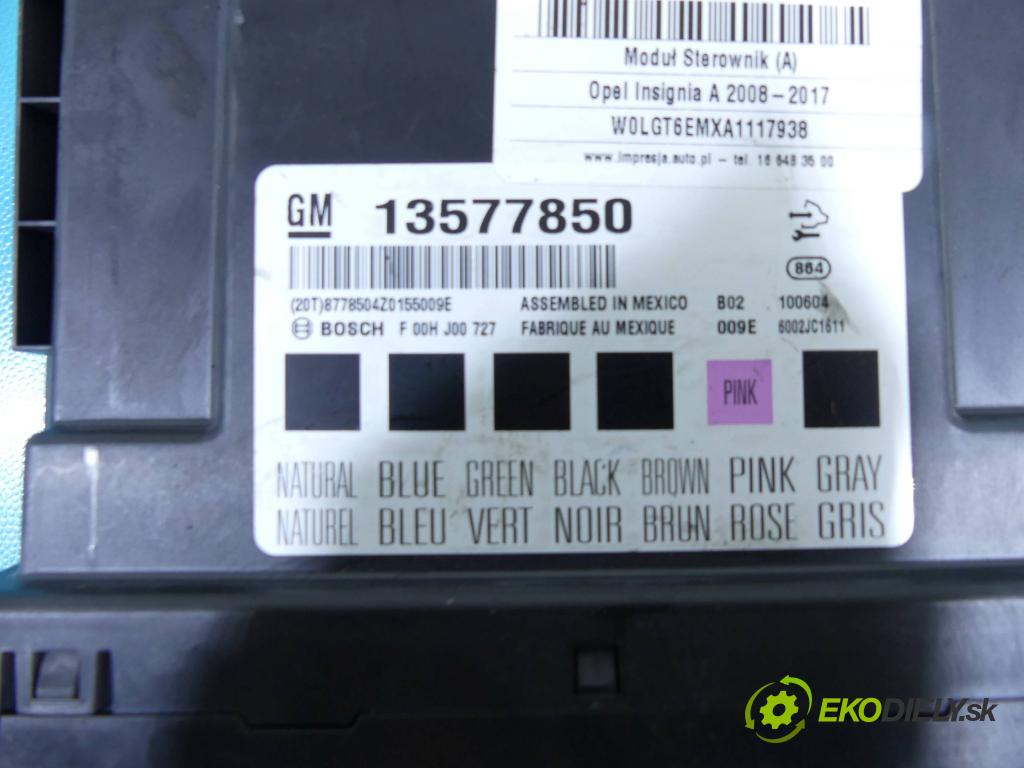 Moduł Sterownik (A)
Opel Insignia A 2008-2017
W0LGT6EMXA1117938
www.impresja.auto.pl - tel. 16 648 36 00
GM 13577850
864
(20T)8778504Z0155009E ASSEMBLED IN MEXICO B02 100604
BOSCH F 00H J00 727 FABRIQUE AU MEXIQUE 009E 6002JC1611
PINK
NATURAL BLUE GREEN BLACK BROWN PINK GRAY
NATUREL BLEU VERT NOIR BRUN ROSE GRIS
EKODIELY.sk